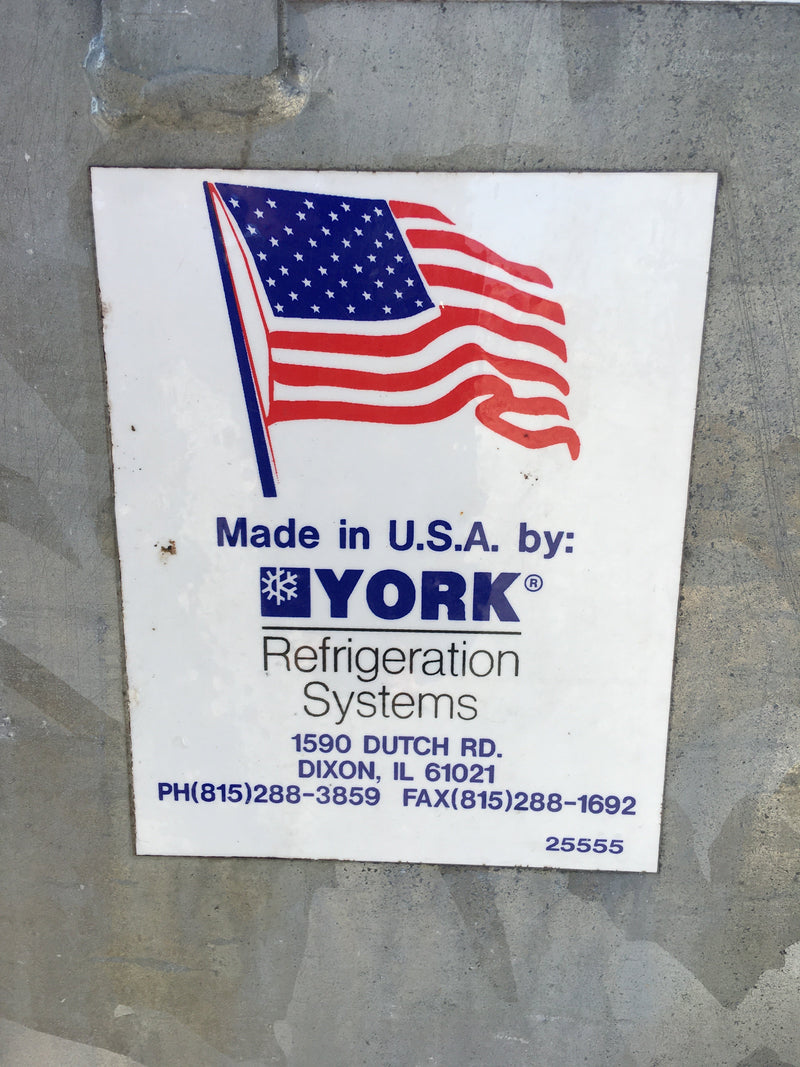 Made in U.S.A. by:
YORK®
Refrigeration
Systems
1590 DUTCH RD.
DIXON, IL 61021
PH(815)288-3859 FAX(815)288-1692
25555